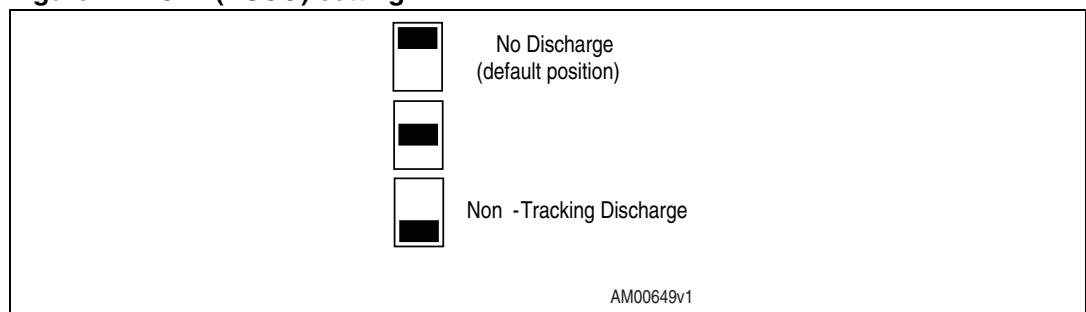 No Discharge
(default position)
Non -Tracking Discharge
AM00649v1